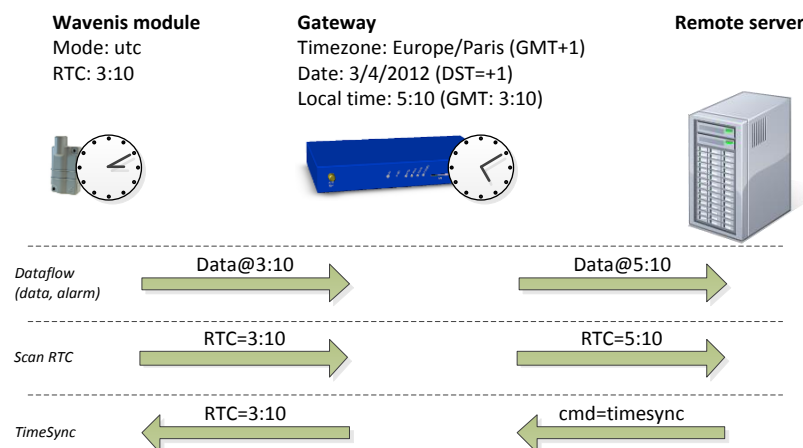 Wavenis module
Mode: utc
RTC: 3:10
Gateway
Timezone: Europe/Paris (GMT+1)
Date: 3/4/2012 (DST=+1)
Local time: 5:10 (GMT: 3:10)
Remote server
Dataflow
(data, alarm)
Data@3:10
Data@5:10
Scan RTC
RTC=3:10
RTC=5:10
TimeSync
RTC=3:10
cmd=timesync